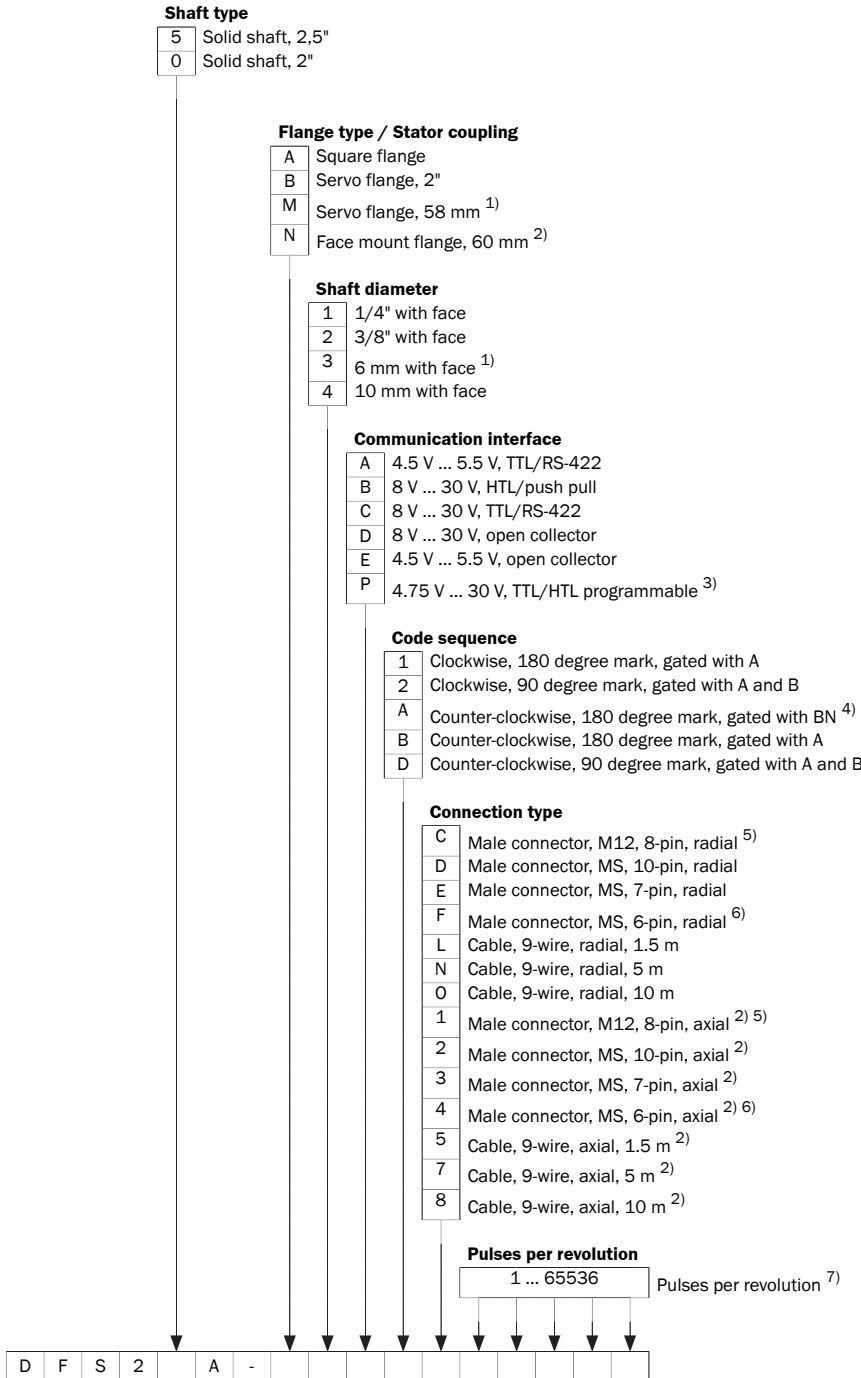 Shaft type
5 Solid shaft, 2,5"
0 Solid shaft, 2"
Flange type / Stator coupling
A Square flange
B Servo flange, 2"
M Servo flange, 58 mm 1)
N Face mount flange, 60 mm 2)
Shaft diameter
1 1/4" with face
2 3/8" with face
3 6 mm with face 1)
4 10 mm with face
Communication interface
A 4.5 V ... 5.5 V, TTL/RS-422
B 8 V ... 30 V, HTL/push pull
C 8 V ... 30 V, TTL/RS-422
D 8 V ... 30 V, open collector
E 4.5 V ... 5.5 V, open collector
P 4.75 V ... 30 V, TTL/HTL programmable 3)
Code sequence
1 Clockwise, 180 degree mark, gated with A
2 Clockwise, 90 degree mark, gated with A and B
A Counter-clockwise, 180 degree mark, gated with BN 4)
B Counter-clockwise, 180 degree mark, gated with A
D Counter-clockwise, 90 degree mark, gated with A and B
Connection type
C Male connector, M12, 8-pin, radial 5)
D Male connector, MS, 10-pin, radial
E Male connector, MS, 7-pin, radial
F Male connector, MS, 6-pin, radial 6)
L Cable, 9-wire, radial, 1.5 m
N Cable, 9-wire, radial, 5 m
O Cable, 9-wire, radial, 10 m
1 Male connector, M12, 8-pin, axial 2) 5)
2 Male connector, MS, 10-pin, axial 2)
3 Male connector, MS, 7-pin, axial 2)
4 Male connector, MS, 6-pin, axial 2) 6)
5 Cable, 9-wire, axial, 1.5 m 2)
7 Cable, 9-wire, axial, 5 m 2)
8 Cable, 9-wire, axial, 10 m 2)
Pulses per revolution
1 ... 65536 Pulses per revolution 7)
D F S 2 A -